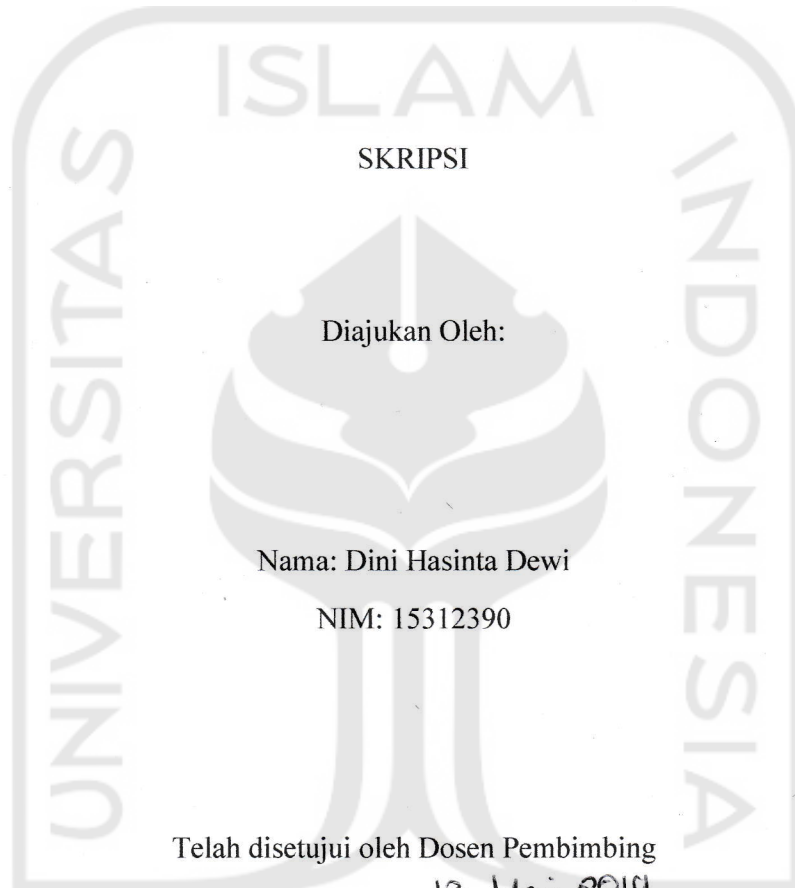 UNIVERSITAS
ISLAM
INDONESIA
SKRIPSI
Diajukan Oleh:
Nama: Dini Hasinta Dewi
NIM: 15312390
Telah disetujui oleh Dosen Pembimbing
Mei 2019